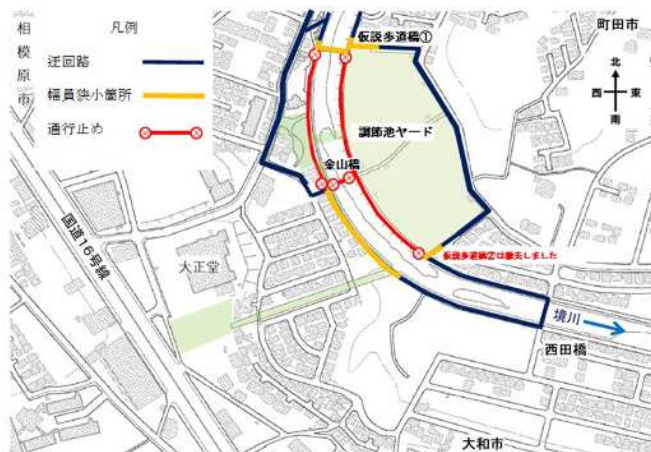 相模原市
凡例
迂回路
幅員狭小箇所
通行止め
仮設歩道橋①
町田市
北
西 東
南
調節池ヤード
金山橋
国道16号線
大正堂
仮設歩道橋②は撤去しました
境川
西田橋
大和市